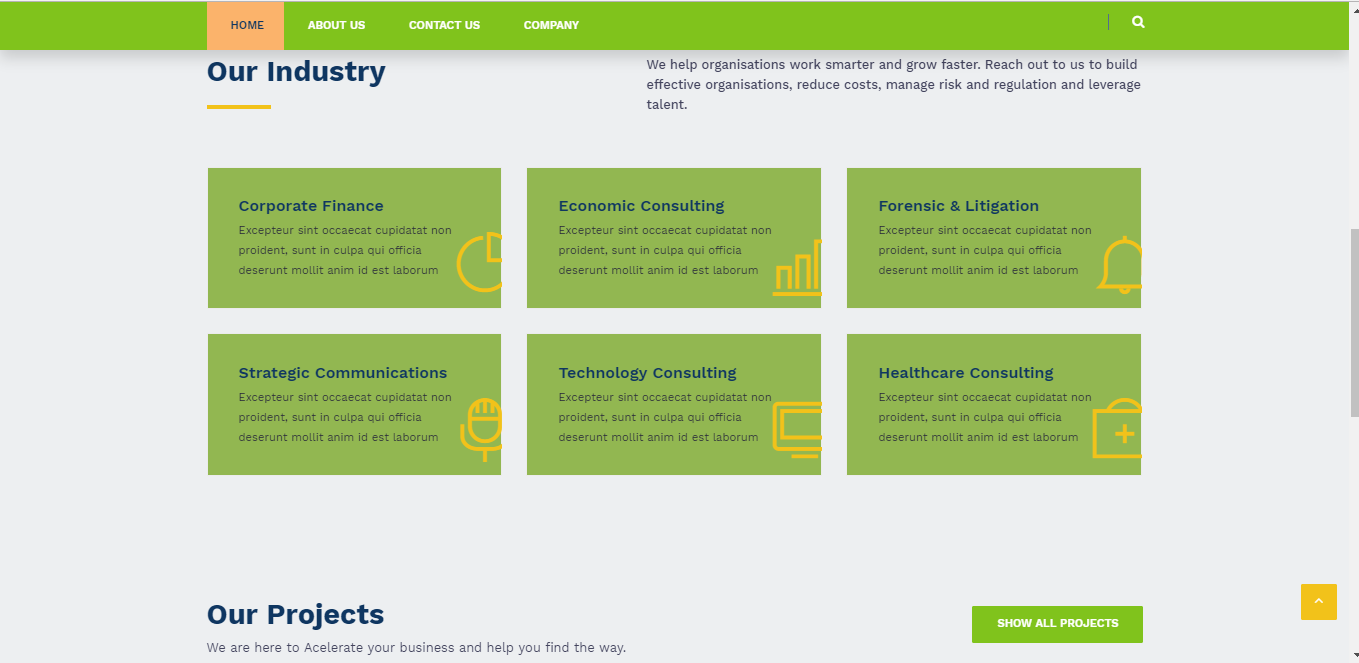 HOME ABOUT US CONTACT US COMPANY
Our Industry
We help organisations work smarter and grow faster. Reach out to us to build
effective organisations, reduce costs, manage risk and regulation and leverage
talent.
Corporate Finance
Excepteur sint occaecat cupidatat non
proident, sunt in culpa qui officia
deserunt mollit anim id est laborum
Economic Consulting
Excepteur sint occaecat cupidatat non
proident, sunt in culpa qui officia
deserunt mollit anim id est laborum
Forensic & Litigation
Excepteur sint occaecat cupidatat non
proident, sunt in culpa qui officia
deserunt mollit anim id est laborum
Strategic Communications
Excepteur sint occaecat cupidatat non
proident, sunt in culpa qui officia
deserunt mollit anim id est laborum
Technology Consulting
Excepteur sint occaecat cupidatat non
proident, sunt in culpa qui officia
deserunt mollit anim id est laborum
Healthcare Consulting
Excepteur sint occaecat cupidatat non
proident, sunt in culpa qui officia
deserunt mollit anim id est laborum
Our Projects
We are here to Acelerate your business and help you find the way.
SHOW ALL PROJECTS